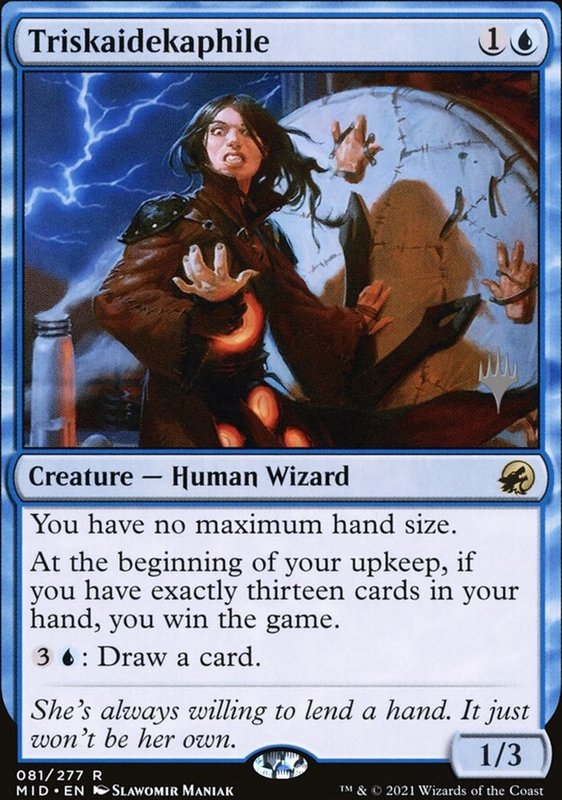 Triskaidekaphile 1
Creature — Human Wizard
You have no maximum hand size.
At the beginning of your upkeep, if
you have exactly thirteen cards in your
hand, you win the game.
3 : Draw a card.
She's always willing to lend a hand. It just
won't be her own.
1/3
081/277 R
MID • EN Slawomir Maniak
™ & © 2021 Wizards of the Coast